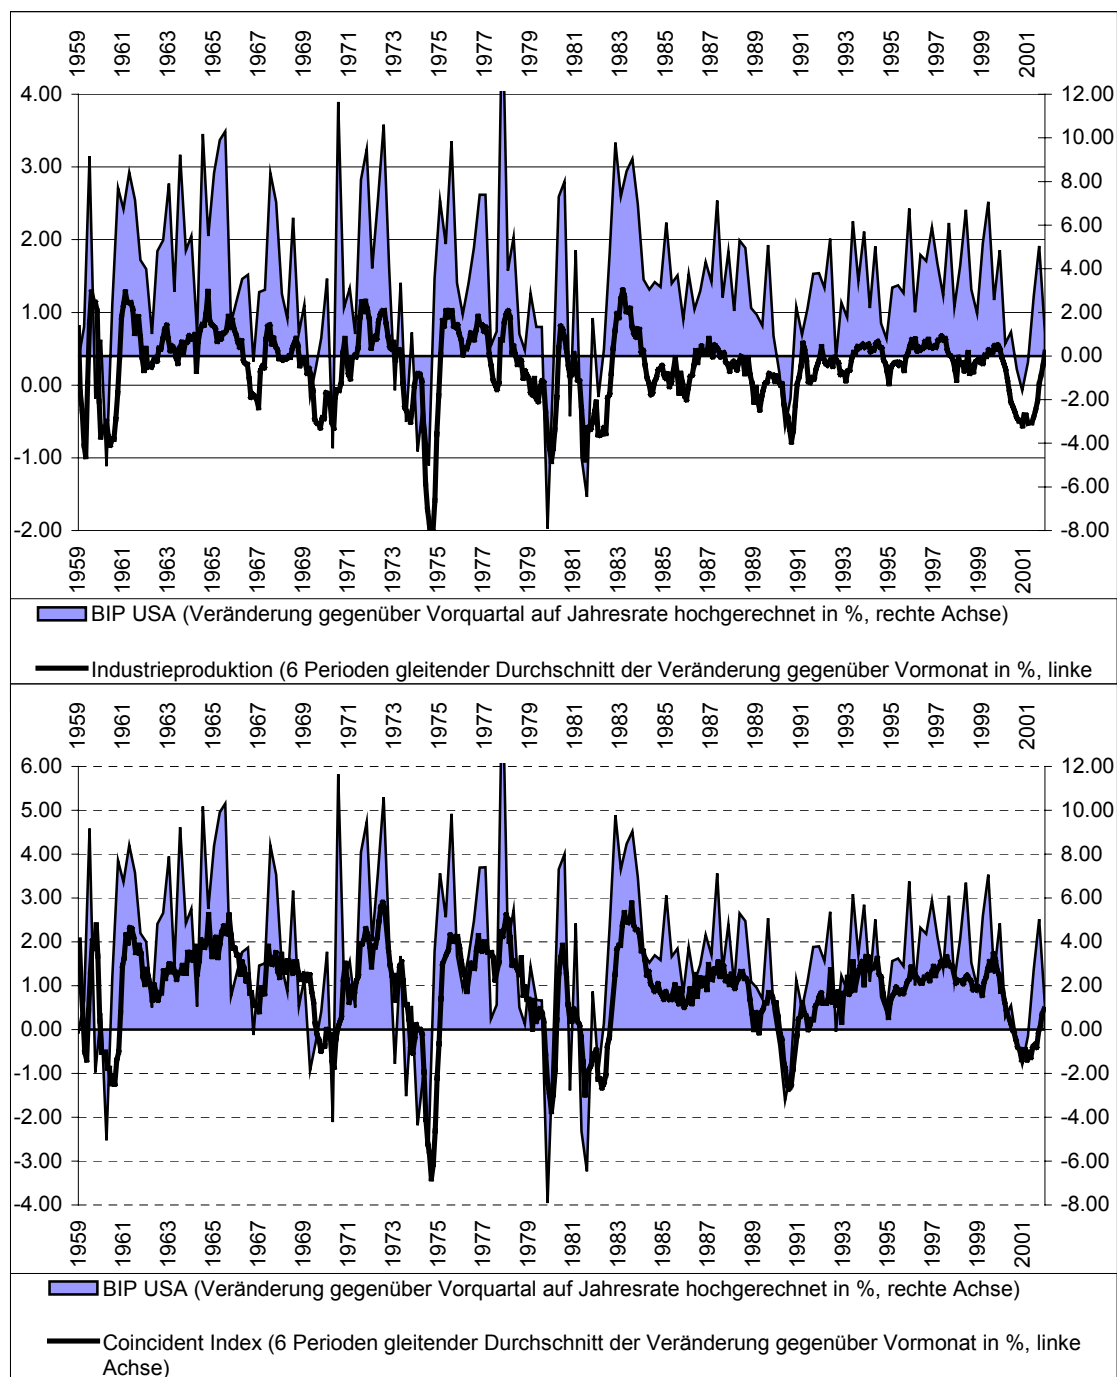 1959 1961 1963 1965 1967 1969 1971 1973 1975 1977 1979 1981 1983 1985 1987 1989 1991 1993 1995 1997 1999 2001
4.00 12.00
10.00
3.00 8.00
6.00
2.00 4.00
1.00 2.00
0.00
0.00 -2.00
-1.00 -4.00
-6.00
-2.00 -8.00
1959 1961 1963 1965 1967 1969 1971 1973 1975 1977 1979 1981 1983 1985 1987 1989 1991 1993 1995 1997 1999 2001
BIP USA (Veränderung gegenüber Vorquartal auf Jahresrate hochgerechnet in %, rechte Achse)
Industrieproduktion (6 Perioden gleitender Durchschnitt der Veränderung gegenüber Vormonat in %, linke
1959 1961 1963 1965 1967 1969 1971 1973 1975 1977 1979 1981 1983 1985 1987 1989 1991 1993 1995 1997 1999 2001
6.00 12.00
5.00 10.00
4.00 8.00
3.00 6.00
2.00 4.00
1.00 2.00
0.00 0.00
-1.00 -2.00
-2.00 -4.00
-3.00 -6.00
-4.00 -8.00
1959 1961 1963 1965 1967 1969 1971 1973 1975 1977 1979 1981 1983 1985 1987 1989 1991 1993 1995 1997 1999 2001
BIP USA (Veränderung gegenüber Vorquartal auf Jahresrate hochgerechnet in %, rechte Achse)
Coincident Index (6 Perioden gleitender Durchschnitt der Veränderung gegenüber Vormonat in %, linke
Achse)